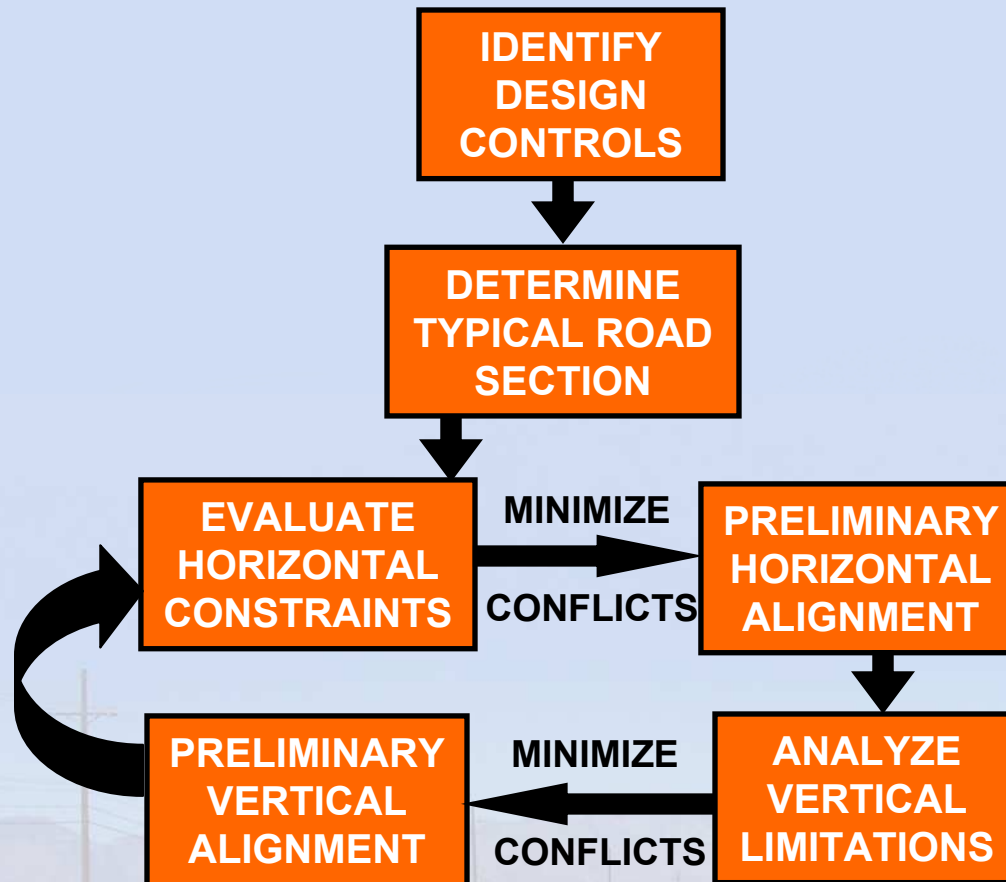 IDENTIFY
DESIGN
CONTROLS
DETERMINE
TYPICAL ROAD
SECTION
EVALUATE
HORIZONTAL
CONSTRAINTS
MINIMIZE
CONFLICTS
PRELIMINARY
HORIZONTAL
ALIGNMENT
ANALYZE
VERTICAL
LIMITATIONS
MINIMIZE
CONFLICTS
PRELIMINARY
VERTICAL
ALIGNMENT